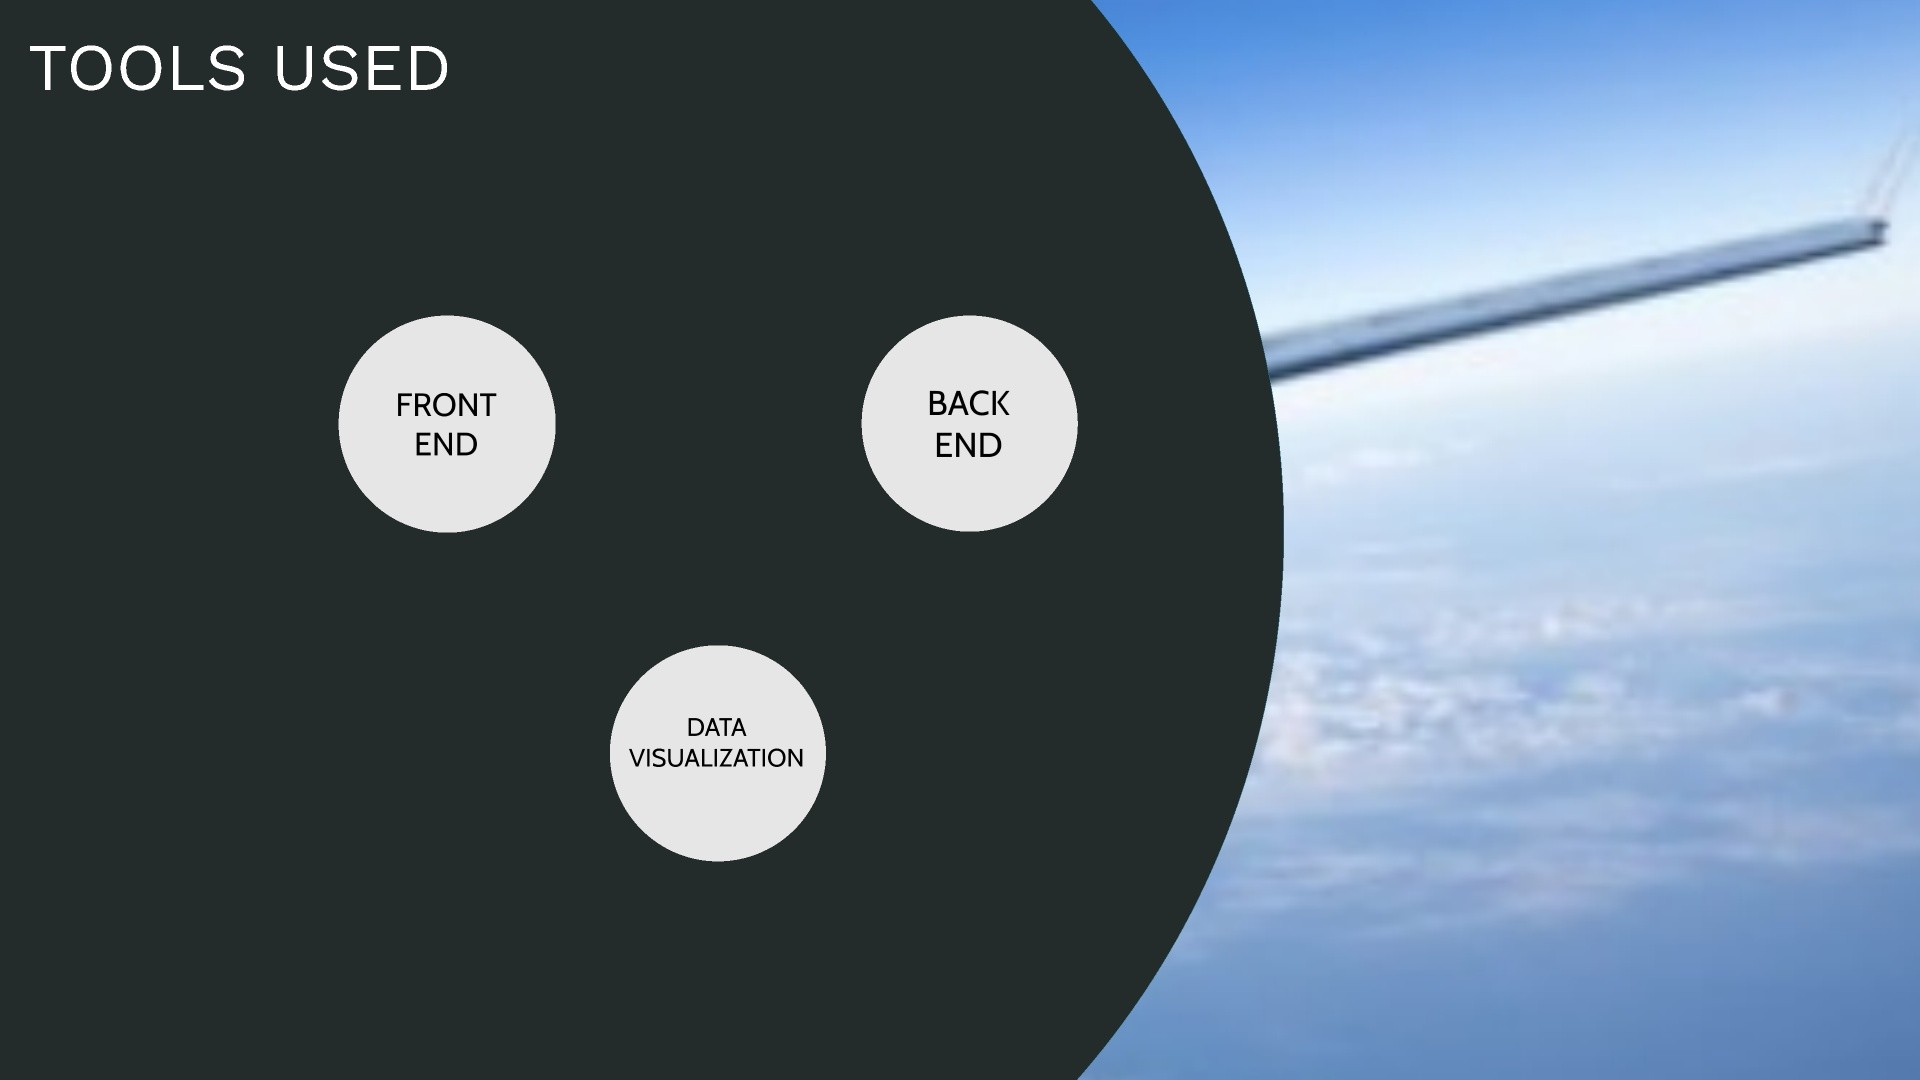 TOOLS USED
FRONT
END
BACK
END
DATA
VISUALIZATION